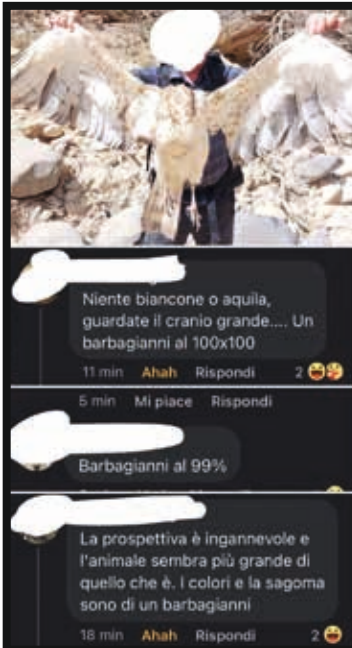 Niente biancone o aquila,
guardate il cranio grande.... Un
barbagianni al 100x100
11 min Ahah Rispondi 2
5 min Mi piace Rispondi
Barbagianni al 99%
La prospettiva è ingannevole e
l'animale sembra più grande di
quello che è. I colori e la sagoma
sono di un barbagianni
18 min Ahah Rispondi 2